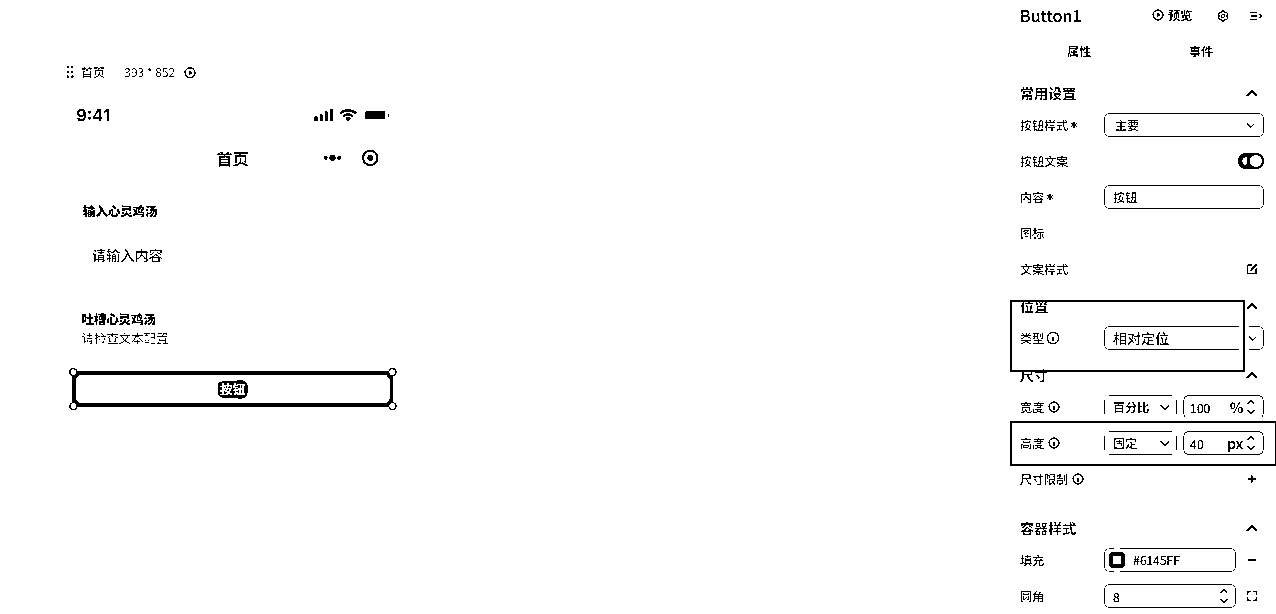 首页 393*852
9:41
首页
输入心灵鸡汤
请输入内容
吐槽心灵鸡汤
请检查文本配置
按钮
Button1 预览
属性 事件
常用设置
按钮样式* 主要
按钮文案
内容* 按钮
图标
文案样式
位置
类型 相对定位
尺寸
宽度 百分比 100 %
高度 固定 40 px
尺寸限制
容器样式
填充 #6145FF
圆角 8